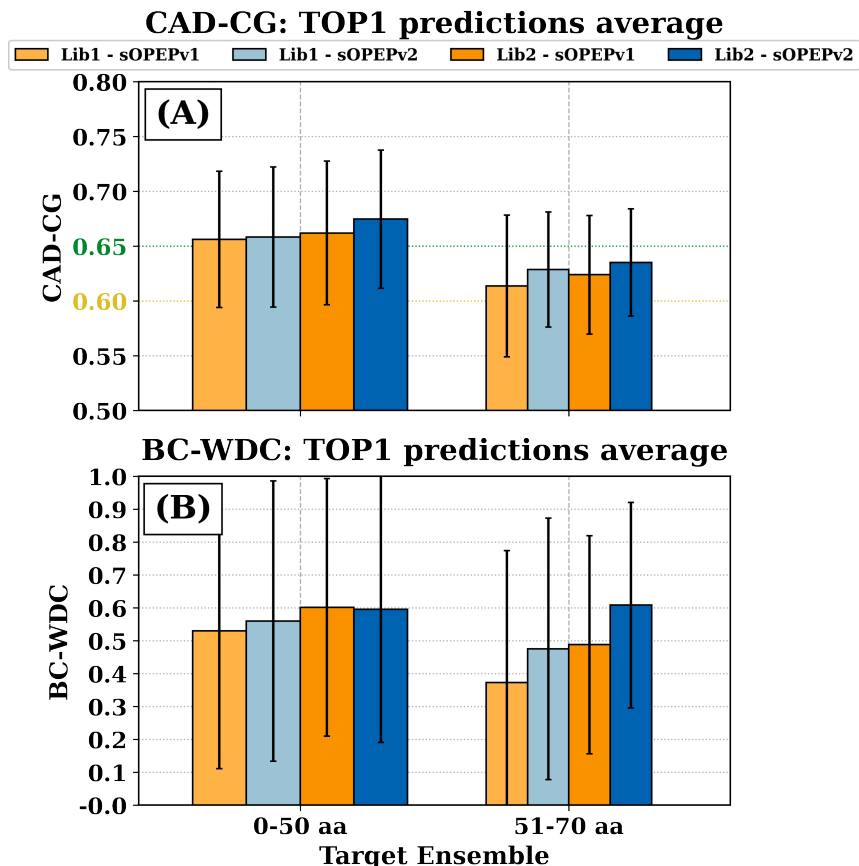 CAD-CG: TOP1 predictions average
Lib1 - sOPEPv1 Lib1 - sOPEPv2 Lib2 - sOPEPv1 Lib2 - sOPEPv2
(A)
CAD-CG
0.80
0.75
0.70
0.65
0.60
0.55
0.50
BC-WDC: TOP1 predictions average
(B)
BC-WDC
1.0
0.9
0.8
0.7
0.6
0.5
0.4
0.3
0.2
0.1
-0.0
0-50 aa 51-70 aa
Target Ensemble